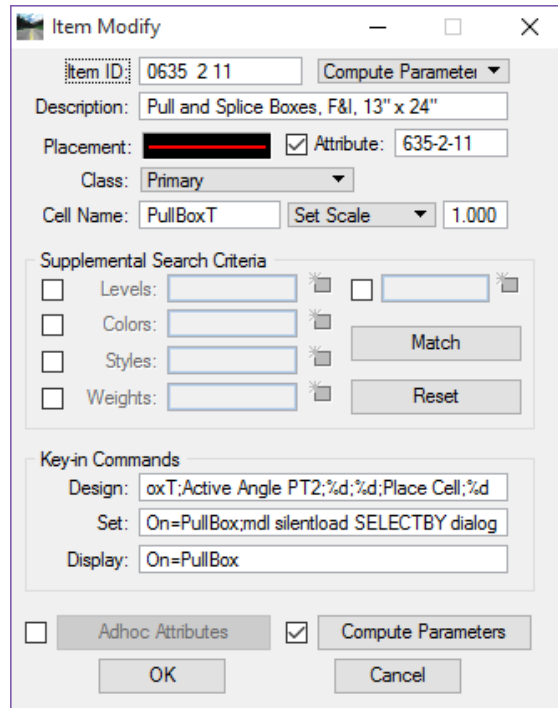 Item Modify
Item ID: 0635 2 11 Compute Parameter
Description: Pull and Splice Boxes, F&I, 13" x 24"
Placement: Attribute: 635-2-11
Class: Primary
Cell Name: PullBoxT Set Scale 1.000
Supplemental Search Criteria
Levels:
Colors:
Styles: Match
Weights: Reset
Key-in Commands
Design: oxT;Active Angle PT2;%d;%d;Place Cell;%d
Set: On=PullBox;mdl silentload SELECTBY dialog
Display: On=PullBox
Adhoc Attributes Compute Parameters
OK Cancel